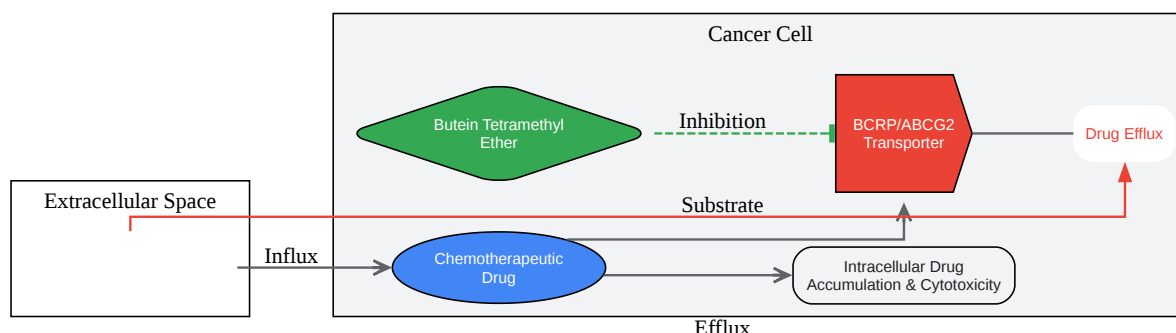 Cancer Cell
Butein Tetramethyl
Ether
Inhibition
BCRP/ABCG2
Transporter
Drug Efflux
Extracellular Space
Substrate
Influx
Chemotherapeutic
Drug
Intracellular Drug
Accumulation & Cytotoxicity
Efflux